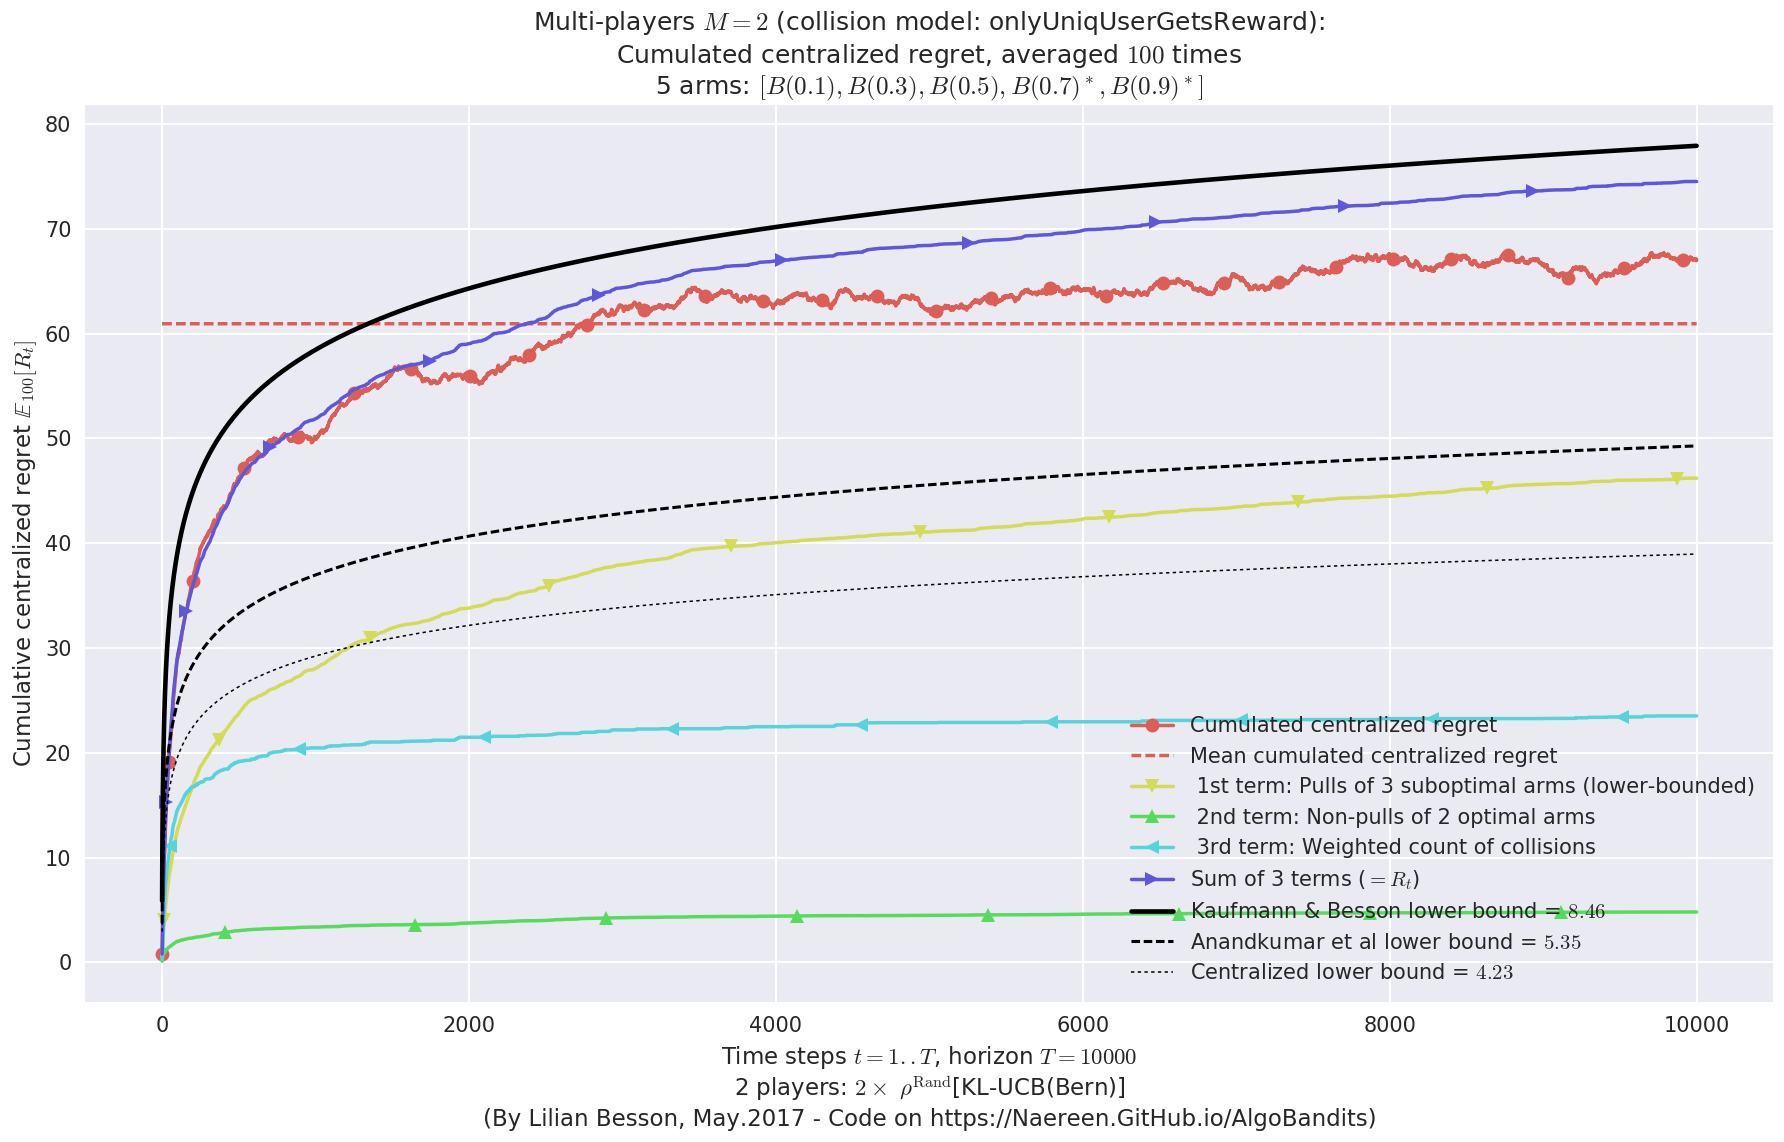 Multi-players M = 2 (collision model: onlyUniqUserGetsReward):
Cumulated centralized regret, averaged 100 times
5 arms: [B(0.1), B(0.3), B(0.5), B(0.7)*, B(0.9)*]
Cumulative centralized regret 𝔼₁₀₀[Rₜ]
80
70
60
50
40
30
20
10
0
Cumulated centralized regret
Mean cumulated centralized regret
1st term: Pulls of 3 suboptimal arms (lower-bounded)
2nd term: Non-pulls of 2 optimal arms
3rd term: Weighted count of collisions
Sum of 3 terms ( = Rₜ)
Kaufmann & Besson lower bound = 8.46
Anandkumar et al lower bound = 5.35
Centralized lower bound = 4.23
0 2000 4000 6000 8000 10000
Time steps t = 1..T, horizon T = 10000
2 players: 2 × ρ^Rand[KL-UCB(Bern)]
(By Lilian Besson, May.2017 - Code on https://Naereen.GitHub.io/AlgoBandits)